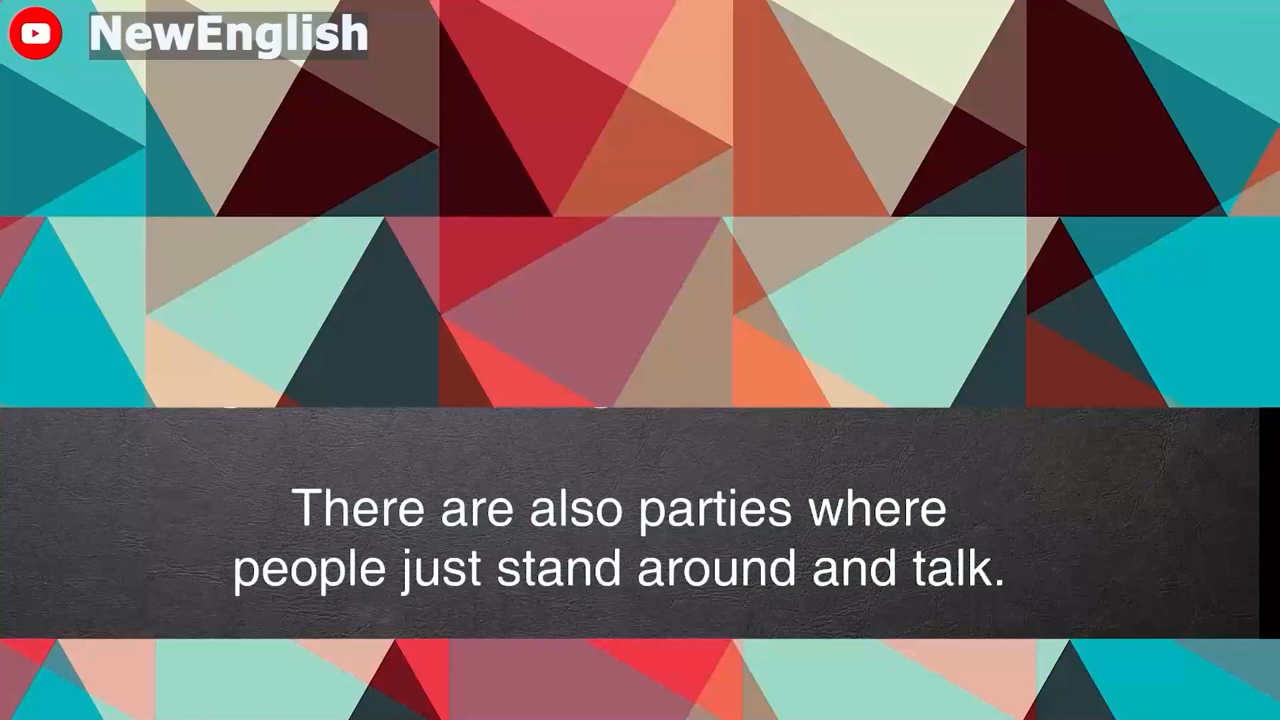 NewEnglish
There are also parties where
people just stand around and talk.